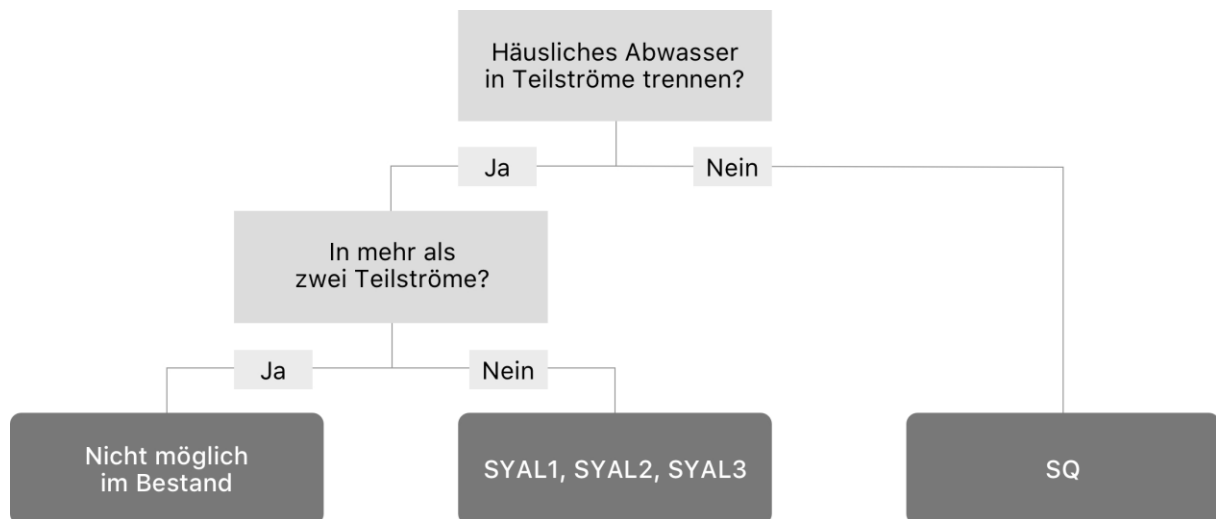 Häusliches Abwasser
in Teilströme trennen?
Ja
Nein
In mehr als
zwei Teilströme?
Ja
Nein
Nicht möglich
im Bestand
SYAL1, SYAL2, SYAL3
SQ